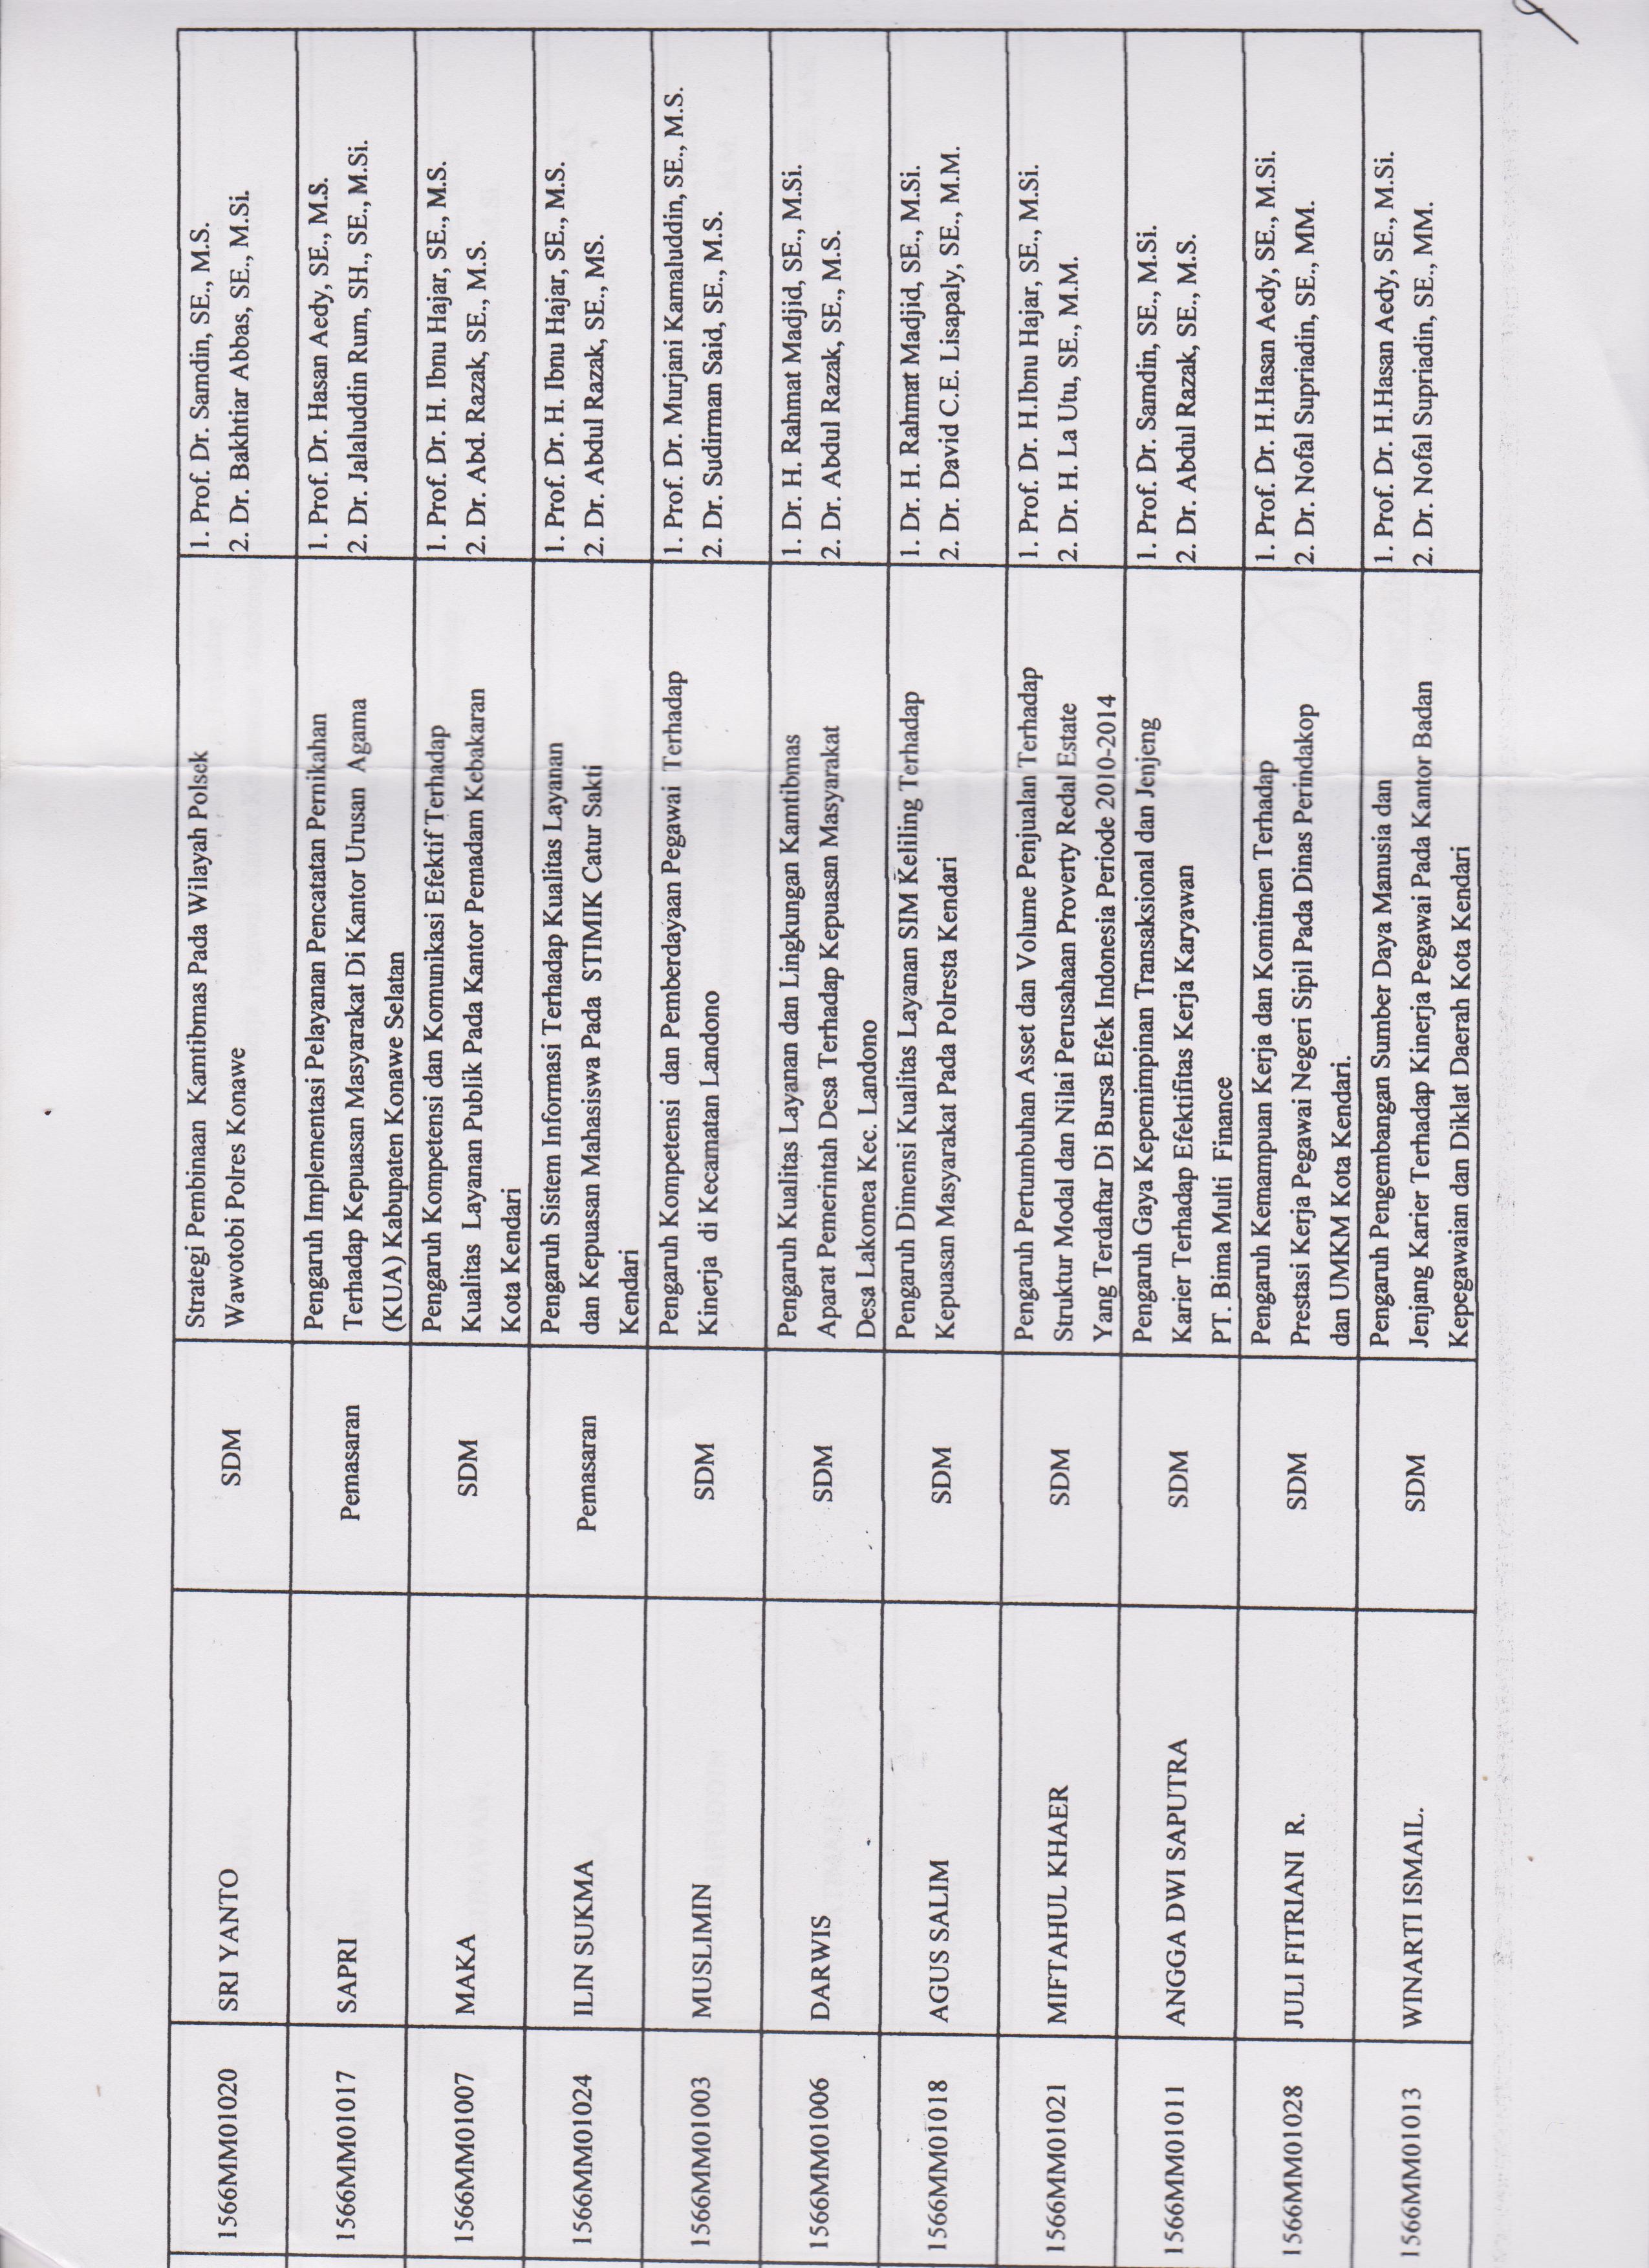 1566MM01020
SRI YANTO
SDM
Strategi Pembinaan Kamtibmas Pada Wilayah Polsek
Wawotobi Polres Konawe
1. Prof. Dr. Samdin, SE., M.S.
2. Dr. Bakhtiar Abbas, SE., M.Si.
1566MM01017
SAPRI
Pemasaran
Pengaruh Implementasi Pelayanan Pencatatan Pernikahan
Terhadap Kepuasan Masyarakat Di Kantor Urusan Agama
(KUA) Kabupaten Konawe Selatan
1. Prof. Dr. Hasan Aedy, SE., M.S.
2. Dr. Jalaluddin Rum, SH., SE., M.Si.
1566MM01007
MAKA
SDM
Pengaruh Kompetensi dan Komunikasi Efektif Terhadap
Kualitas Layanan Publik Pada Kantor Pemadam Kebakaran
Kota Kendari
1. Prof. Dr. H. Ibnu Hajar, SE., M.S.
2. Dr. Abd. Razak, SE., M.S.
1566MM01024
ILIN SUKMA
Pemasaran
Pengaruh Sistem Informasi Terhadap Kualitas Layanan
dan Kepuasan Mahasiswa Pada STIMIK Catur Sakti
Kendari
1. Prof. Dr. H. Ibnu Hajar, SE., M.S.
2. Dr. Abdul Razak, SE., MS.
1566MM01003
MUSLIMIN
SDM
Pengaruh Kompetensi dan Pemberdayaan Pegawai Terhadap
Kinerja di Kecamatan Landono
1. Prof. Dr. Murjani Kamaluddin, SE., M.S.
2. Dr. Sudirman Said, SE., M.S.
1566MM01006
DARWIS
SDM
Pengaruh Kualitas Layanan dan Lingkungan Kamtibmas
Aparat Pemerintah Desa Terhadap Kepuasan Masyarakat
Desa Lakomea Kec. Landono
1. Dr. H. Rahmat Madjid, SE., M.Si.
2. Dr. Abdul Razak, SE., M.S.
1566MM01018
AGUS SALIM
SDM
Pengaruh Dimensi Kualitas Layanan SIM Keliling Terhadap
Kepuasan Masyarakat Pada Polresta Kendari
1. Dr. H. Rahmat Madjid, SE., M.Si.
2. Dr. David C.E. Lisapaly, SE., M.M.
1566MM01021
MIFTAHUL KHAER
SDM
Pengaruh Pertumbuhan Asset dan Volume Penjualan Terhadap
Struktur Modal dan Nilai Perusahaan Proverty Redal Estate
Yang Terdaftar Di Bursa Efek Indonesia Periode 2010-2014
1. Prof. Dr. H.Ibnu Hajar, SE., M.Si.
2. Dr. H. La Utu, SE., M.M.
1566MM01011
ANGGA DWI SAPUTRA
SDM
Pengaruh Gaya Kepemimpinan Transaksional dan Jenjeng
Karier Terhadap Efektifitas Kerja Karyawan
PT. Bima Multi Finance
1. Prof. Dr. Samdin, SE., M.Si.
2. Dr. Abdul Razak, SE., M.S.
1566MM01028
JULI FITRIANI R.
SDM
Pengaruh Kemampuan Kerja dan Komitmen Terhadap
Prestasi Kerja Pegawai Negeri Sipil Pada Dinas Perindakop
dan UMKM Kota Kendari.
1. Prof. Dr. H.Hasan Aedy, SE., M.Si.
2. Dr. Nofal Supriadin, SE., MM.
1566MM01013
WINARTI ISMAIL.
SDM
Pengaruh Pengembangan Sumber Daya Manusia dan
Jenjang Karier Terhadap Kinerja Pegawai Pada Kantor Badan
Kepegawaian dan Diklat Daerah Kota Kendari
1. Prof. Dr. H.Hasan Aedy, SE., M.Si.
2. Dr. Nofal Supriadin, SE., MM.